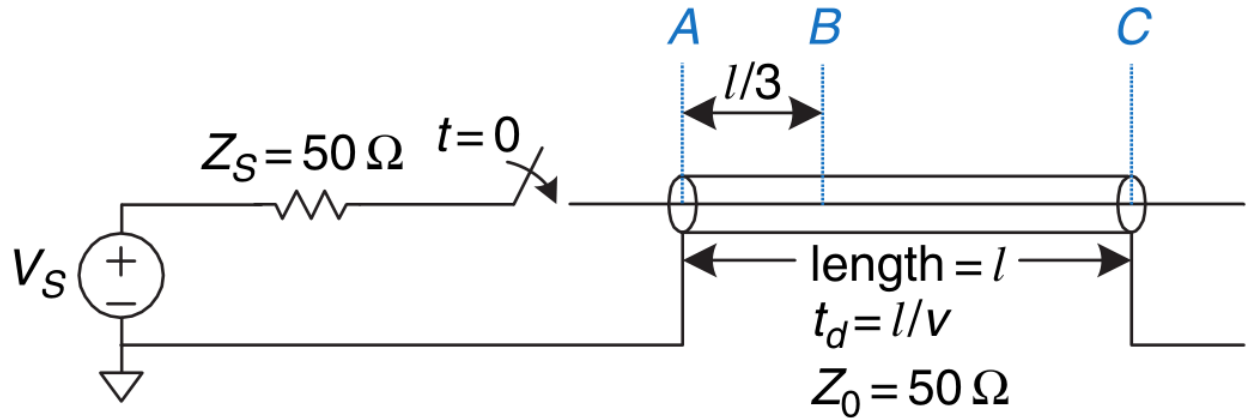 A B C
l/3
Z_S = 50 Ω t = 0
V_S
+
−
length = l
t_d = l/v
Z_0 = 50 Ω